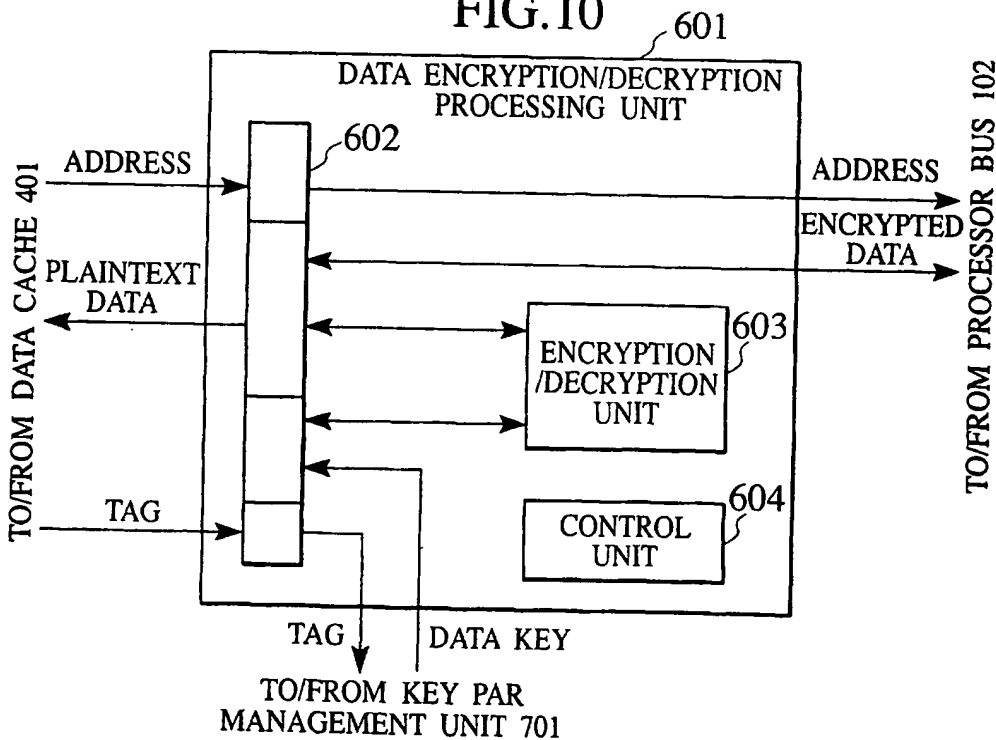 FIG.10
601
DATA ENCRYPTION/DECRYPTION
PROCESSING UNIT
602
ADDRESS
ADDRESS
ENCRYPTED
DATA
PLAINTEXT
DATA
603
ENCRYPTION
/DECRYPTION
UNIT
604
CONTROL
UNIT
TAG
TAG
DATA KEY
TO/FROM KEY PAR
MANAGEMENT UNIT 701
TO/FROM DATA CACHE 401
TO/FROM PROCESSOR BUS 102